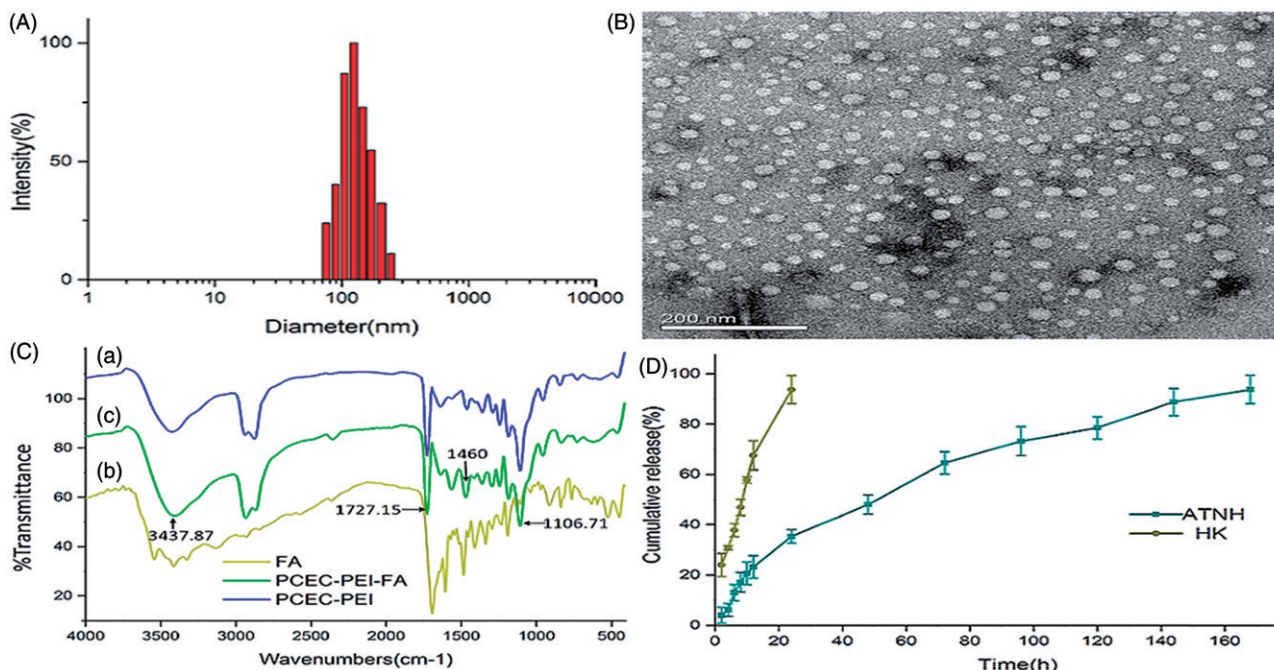 (A)
Intensity(%)
100
50
0
1
10
100
1000
10000
Diameter(nm)
(B)
200 nm
(C)
(a)
(c)
(b)
%Transmittance
120
100
80
60
40
20
3437.87
1727.15
1460
1106.71
FA
PCEC-PEI-FA
PCEC-PEI
4000
3500
3000
2500
2000
1500
1000
500
Wavenumbers(cm-1)
(D)
Cumulative release(%)
100
80
60
40
20
0
ATNH
HK
0
20
40
60
80
100
120
140
160
Time(h)